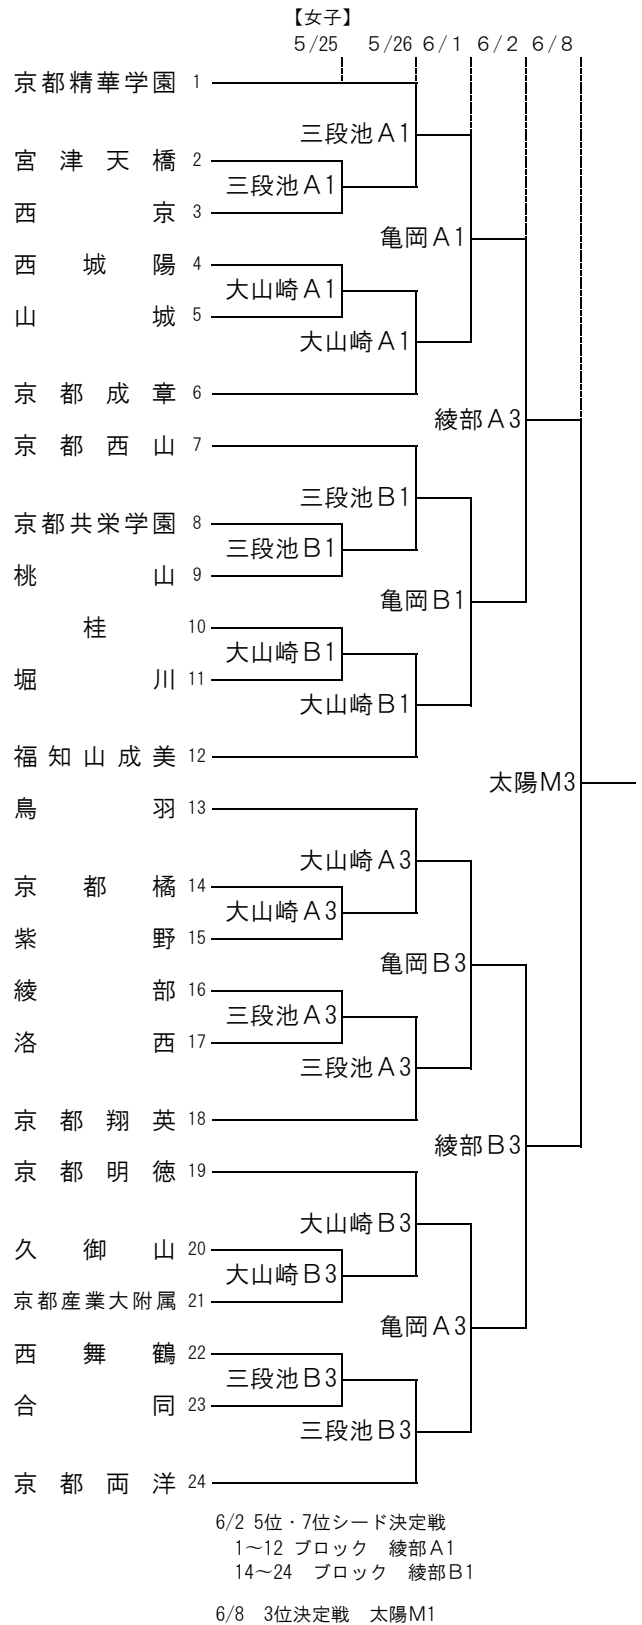 【女子】
5/25 5/26 6/1 6/2 6/8
京都精華学園 1
三段池A1
宮津天橋 2
三段池A1
西京 3
亀岡A1
西城陽 4
大山崎A1
山城 5
大山崎A1
京都成章 6
綾部A3
京都西山 7
三段池B1
京都共栄学園 8
三段池B1
桃山 9
亀岡B1
桂 10
大山崎B1
堀川 11
大山崎B1
福知山成美 12
太陽M3
鳥羽 13
大山崎A3
京都橘 14
大山崎A3
紫野 15
亀岡B3
綾部 16
三段池A3
洛西 17
三段池A3
京都翔英 18
綾部B3
京都明徳 19
大山崎B3
久御山 20
大山崎B3
京都産業大附属 21
亀岡A3
西舞鶴 22
三段池B3
合同 23
三段池B3
京都両洋 24
6/2 5位・7位シード決定戦
1～12 ブロック 綾部A1
14～24 ブロック 綾部B1
6/8 3位決定戦 太陽M1